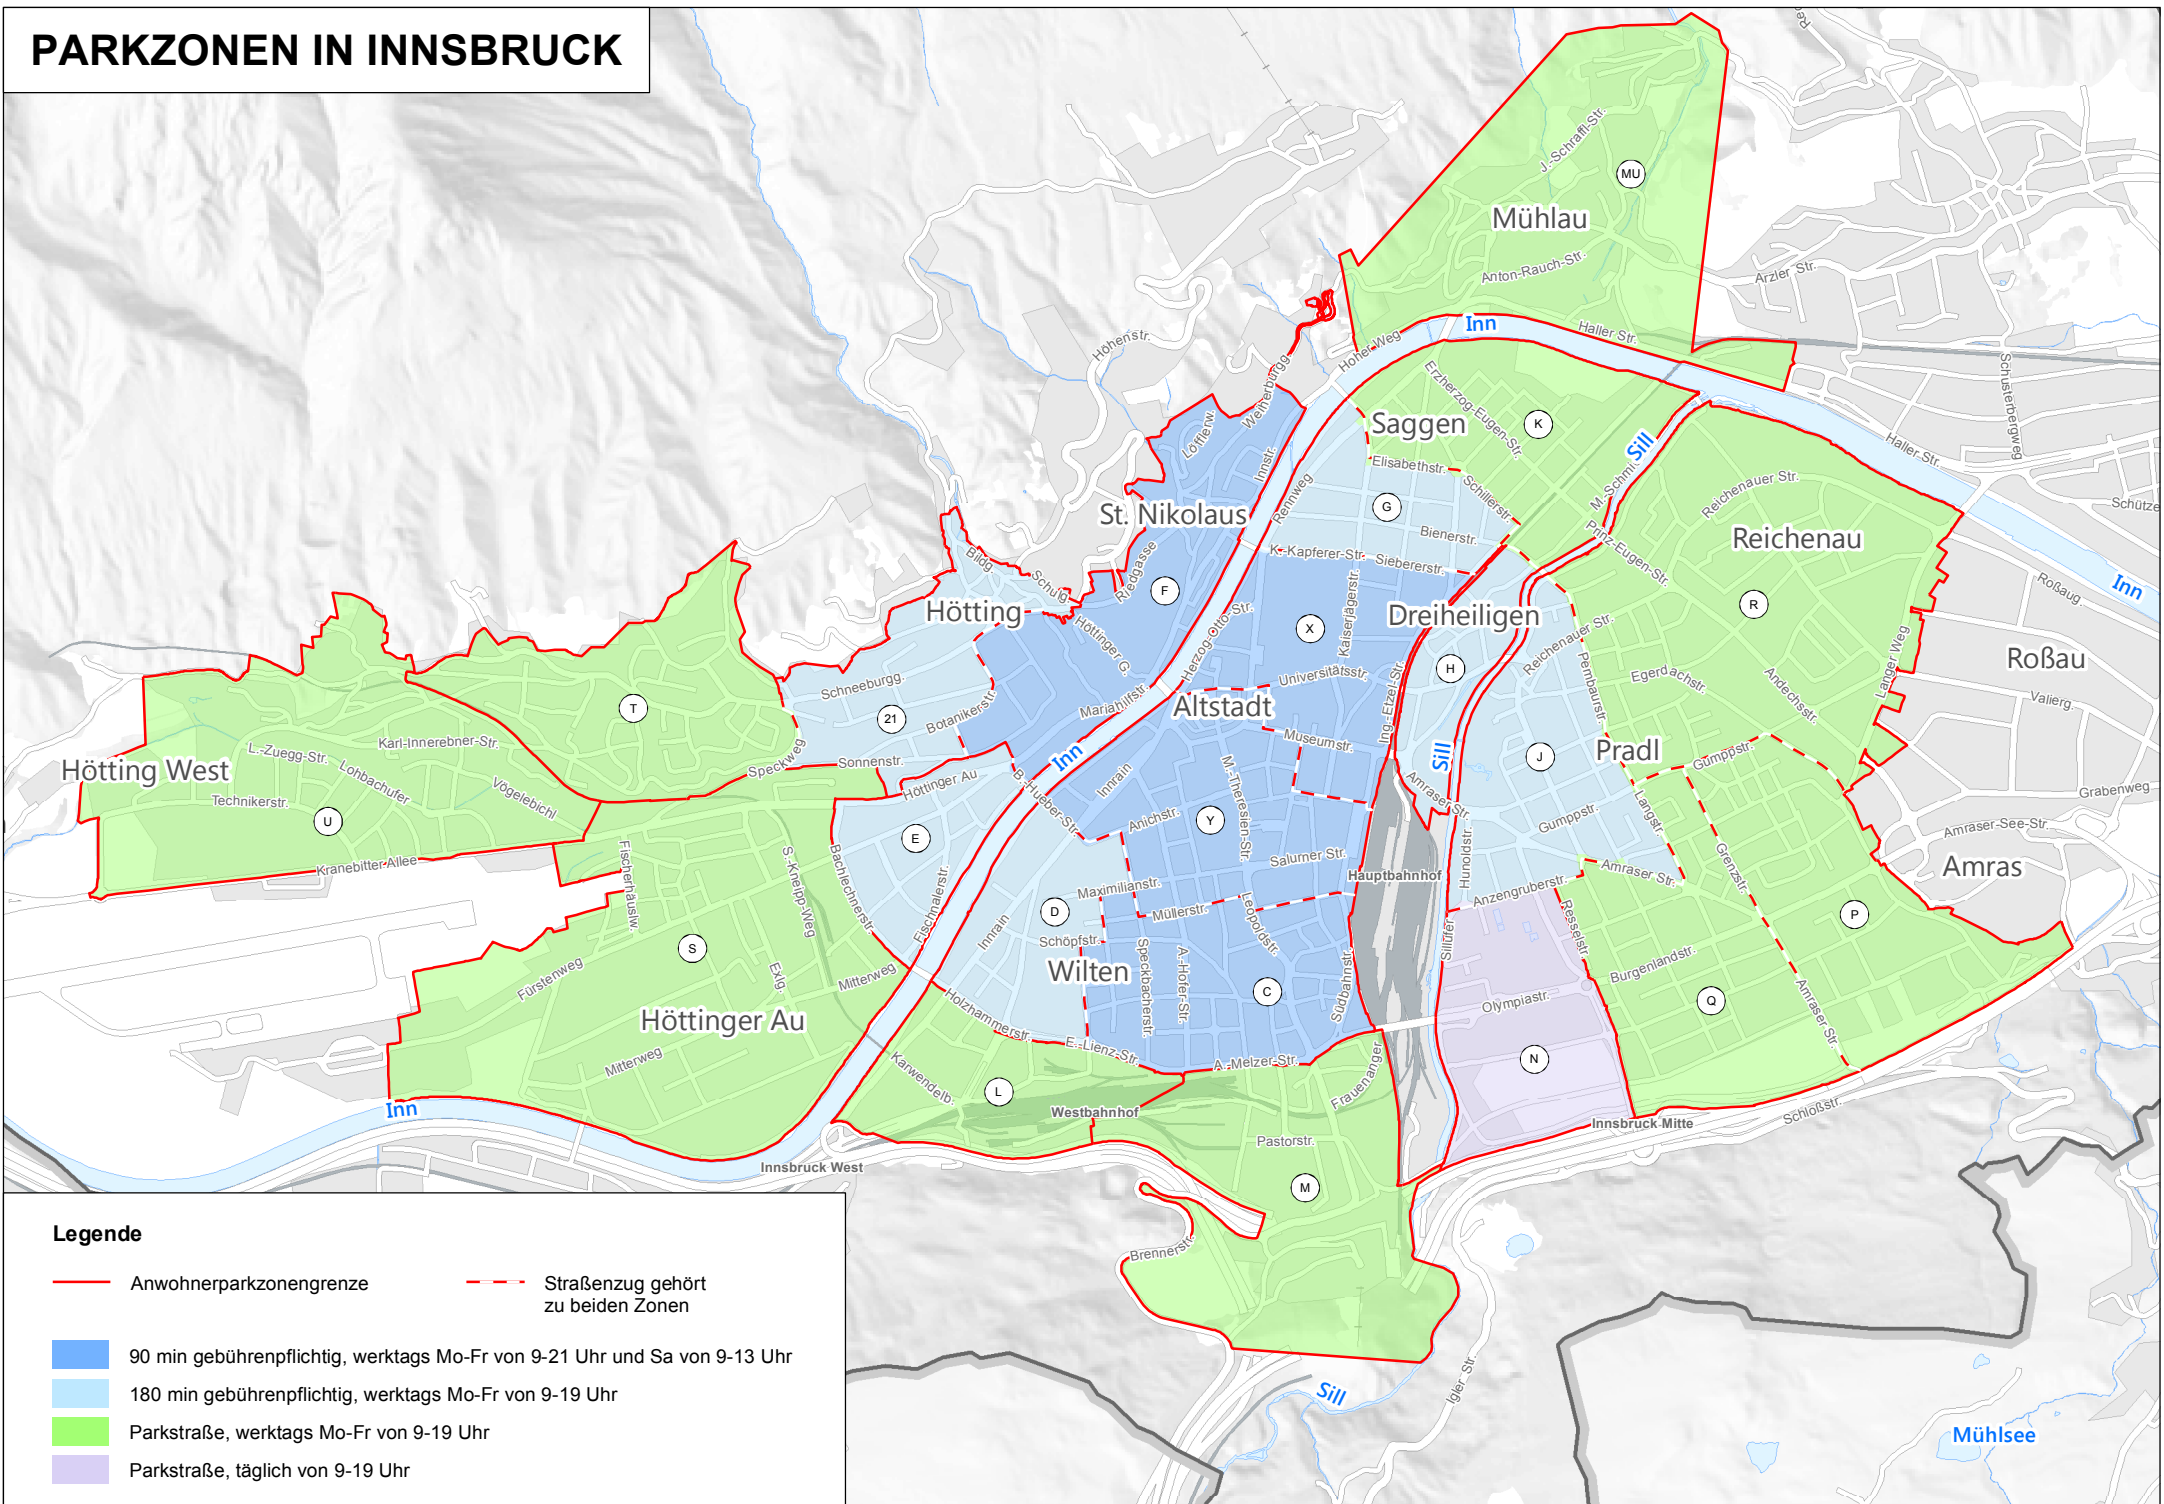 PARKZONEN IN INNSBRUCK
J.-Schraffl-Str.
MU
Mühlau
Anton-Rauch-Str.
Arzler Str.
Inn
Haller Str.
Hoher Weg
Höhenstr.
Weiherburgg.
Schusterbergweg
Erzherzog-Eugen-Str.
Saggen
K
Löfflerw.
Innstr.
Sill
Haller Str.
Elisabethstr.
Schillerstr.
Rennweg
Reichenauer Str.
St. Nikolaus
G
Bienerstr.
Reichenau
Prinz-Eugen-Str.
K.-Kapferer-Str.
Siebererstr.
Bildg.
Schulg.
Riedgasse
F
Hötting
Höttinger G.
Herzog-Otto-Str.
X
Kaiserjägerstr.
Dreiheiligen
R
Roßaug.
Inn
Reichenauer Str.
Pembaurstr.
Egerdachstr.
Andechsstr.
Langer Weg
Roßau
H
Schneeburgg.
Universitätsstr.
Ing.-Etzel-Str.
Valierg.
T
21
Botanikerstr.
Mariahilfstr.
Altstadt
Karl-Innerebner-Str.
L.-Zuegg-Str.
Lohbachufer
Hötting West
Speckweg
Sonnenstr.
Inn
Museumstr.
Sill
J
Pradl
Gumppstr.
Höttinger Au
B.-Hueber-Str.
Innrain
M.-Theresien-Str.
Amraser Str.
Technikerstr.
Vögelebichl
U
Grabenweg
Anichstr.
Y
Gumppstr.
Langstr.
Amraser-See-Str.
Kranebitter Allee
Fischerhäuslw.
S.-Kneipp-Weg
Bachlechnerstr.
E
Fischnalerstr.
Salurner Str.
Hauptbahnhof
Hunoldstr.
Grenzstr.
Amras
Amraser Str.
Maximilianstr.
Anzengruberstr.
D
Müllerstr.
Leopoldstr.
P
Innrain
Schöpfstr.
Sillufer
Resselstr.
S
Speckbacherstr.
A.-Hofer-Str.
Südbahnstr.
Burgenlandstr.
Wilten
Fürstenweg
Exlg.
Mitterweg
C
Holzhammerstr.
Olympiastr.
Q
Amraser Str.
Höttinger Au
E.-Lienz-Str.
A.-Melzer-Str.
Frauenanger
N
Mitterweg
Karwendelb.
L
Inn
Westbahnhof
Schloßstr.
Innsbruck Mitte
Pastorstr.
Innsbruck West
M
Brennerstr.
Igler Str.
Sill
Mühlsee
Legende
Anwohnerparkzonengrenze
Straßenzug gehört
zu beiden Zonen
90 min gebührenpflichtig, werktags Mo-Fr von 9-21 Uhr und Sa von 9-13 Uhr
180 min gebührenpflichtig, werktags Mo-Fr von 9-19 Uhr
Parkstraße, werktags Mo-Fr von 9-19 Uhr
Parkstraße, täglich von 9-19 Uhr